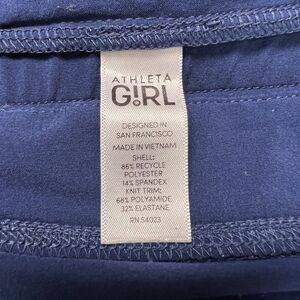 ATHLETA
GIRL
DESIGNED IN
SAN FRANCISCO
MADE IN VIETNAM
SHELL:
86% RECYCLE
POLYESTER
14% SPANDEX
KNIT TRIM:
68% POLYAMIDE
32% ELASTANE
RN 54023